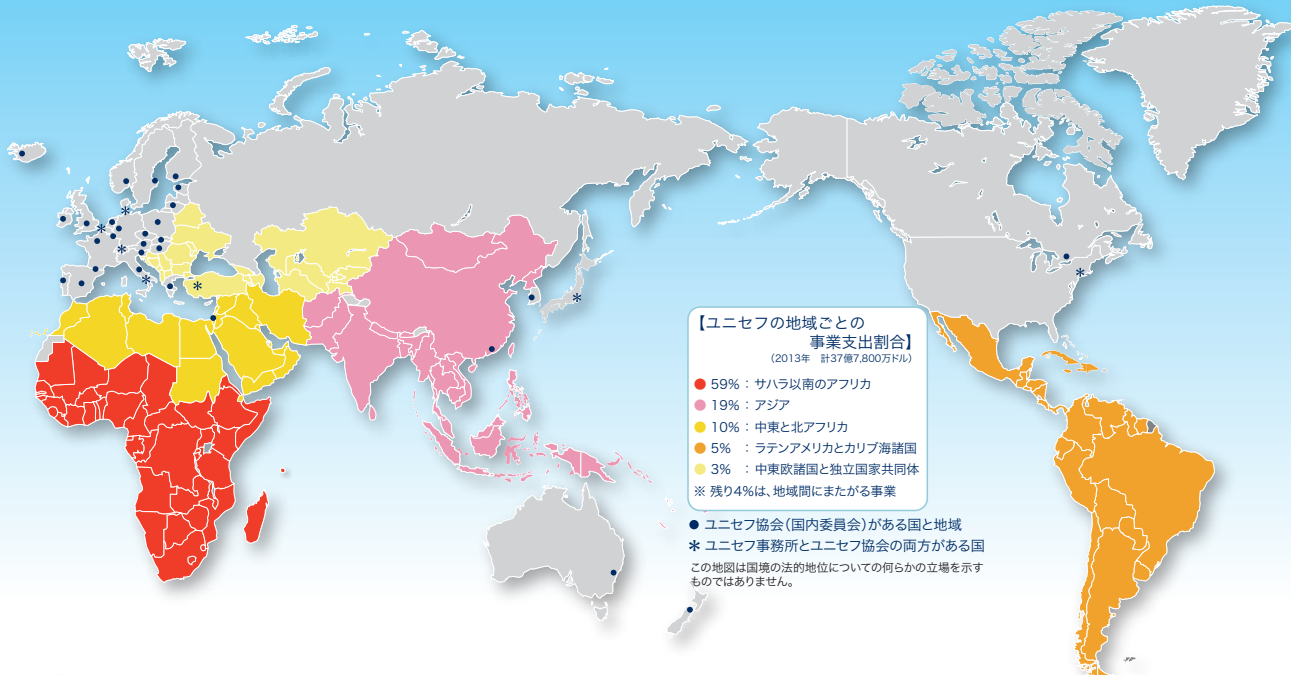 【ユニセフの地域ごとの
事業支出割合】
(2013年 計37億7,800万ドル)
59% : サハラ以南のアフリカ
19% : アジア
10% : 中東と北アフリカ
5% : ラテンアメリカとカリブ海諸国
3% : 中東欧諸国と独立国家共同体
※ 残り4%は、地域間にまたがる事業
● ユニセフ協会(国内委員会)がある国と地域
* ユニセフ事務所とユニセフ協会の両方がある国
この地図は国境の法的地位についての何らかの立場を示す
ものではありません。